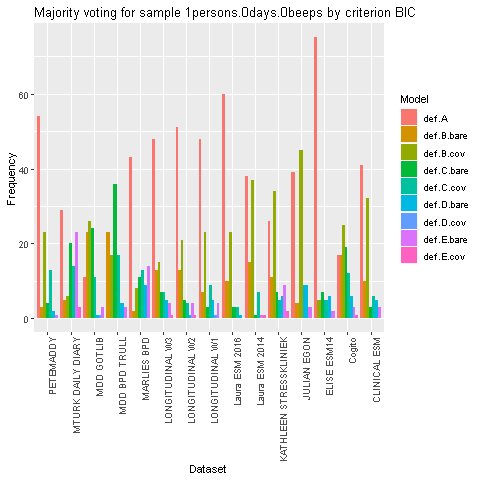 Majority voting for sample 1persons.0days.0beeps by criterion BIC
60
40
20
0
Frequency
PETEMADDY
MTURK DAILY DIARY
MDD GOTLIB
MDD BPD TRULL
MARLIES BPD
LONGITUDINAL W3
LONGITUDINAL W2
LONGITUDINAL W1
Laura ESM 2016
Laura ESM 2014
KATHLEEN STRESSKLINIEK
JULIAN EGON
ELISE ESM14
Cogito
CLINICAL ESM
Dataset
Model
def.A
def.B.bare
def.B.cov
def.C.bare
def.C.cov
def.D.bare
def.D.cov
def.E.bare
def.E.cov